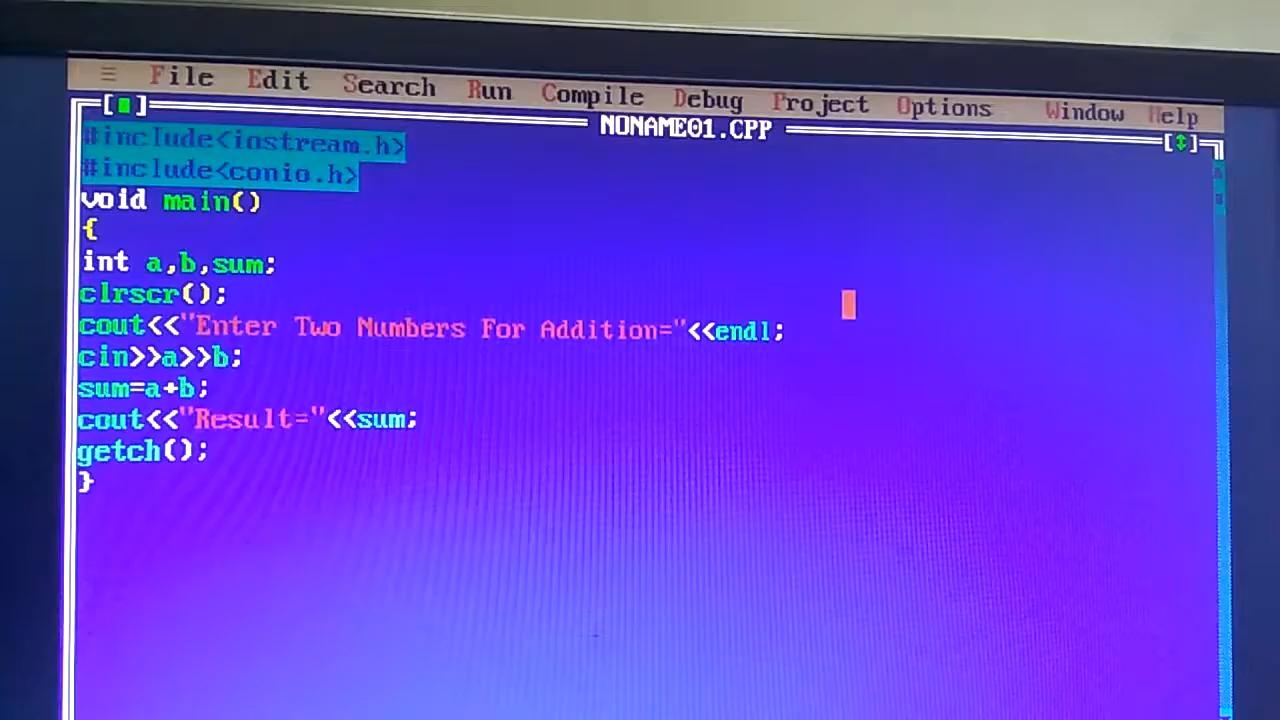 ≡ File Edit Search Run Compile Debug Project Options Window Help
NONAME01.CPP
#include<iostream.h>
#include<conio.h>
void main()
{
int a,b,sum;
clrscr();
cout<<"Enter Two Numbers For Addition="<<endl;
cin>>a>>b;
sum=a+b;
cout<<"Result="<<sum;
getch();
}